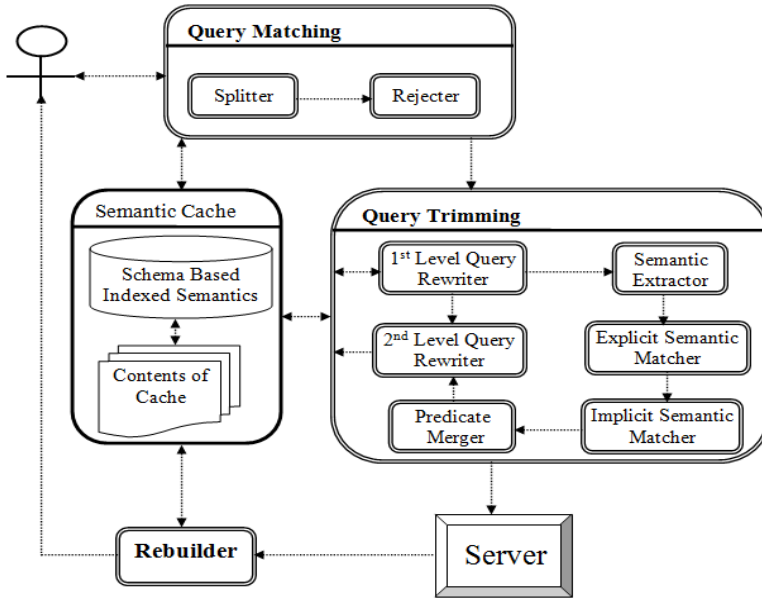 Query Matching
Splitter
Rejecter
Semantic Cache
Schema Based
Indexed Semantics
Contents of
Cache
Query Trimming
1st Level Query
Rewriter
Semantic
Extractor
2nd Level Query
Rewriter
Explicit Semantic
Matcher
Predicate
Merger
Implicit Semantic
Matcher
Rebuilder
Server